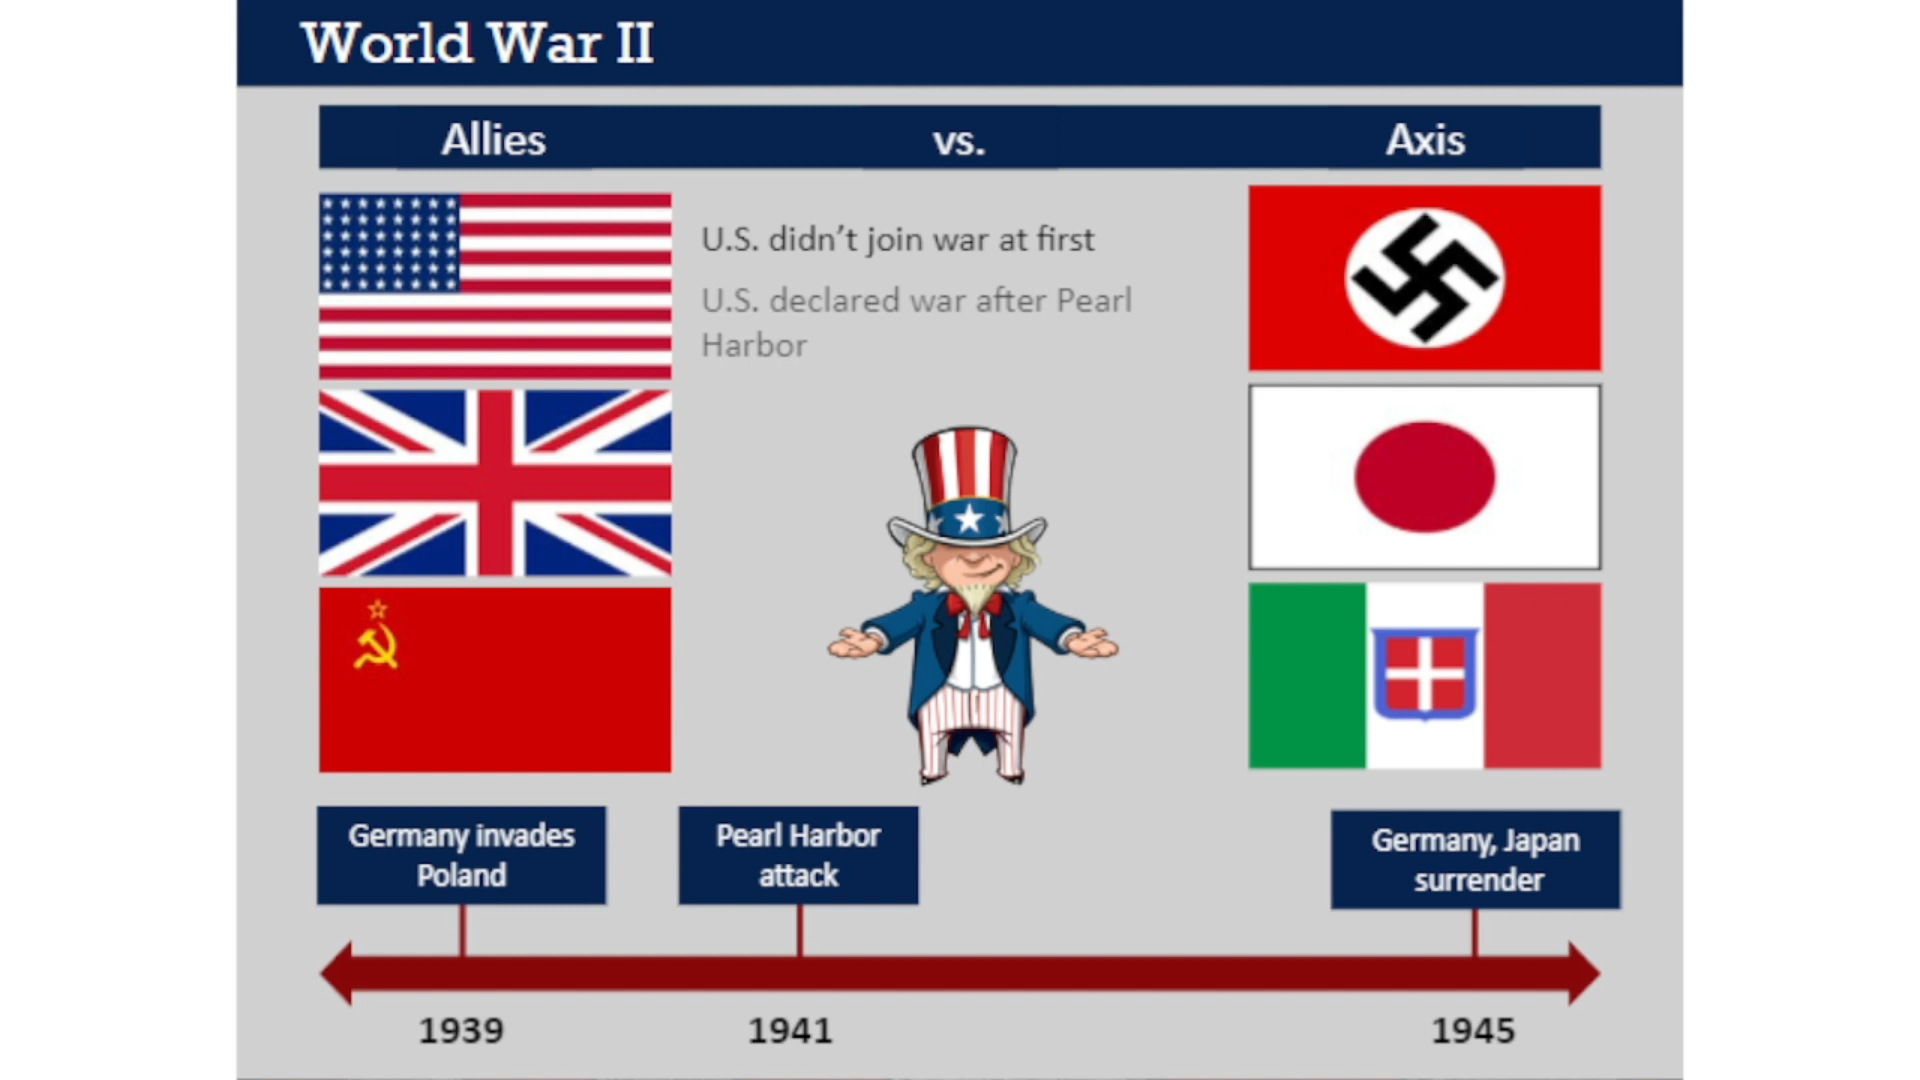 World War II
Allies vs. Axis
U.S. didn't join war at first
U.S. declared war after Pearl
Harbor
Germany invades
Poland
Pearl Harbor
attack
Germany, Japan
surrender
1939 1941 1945